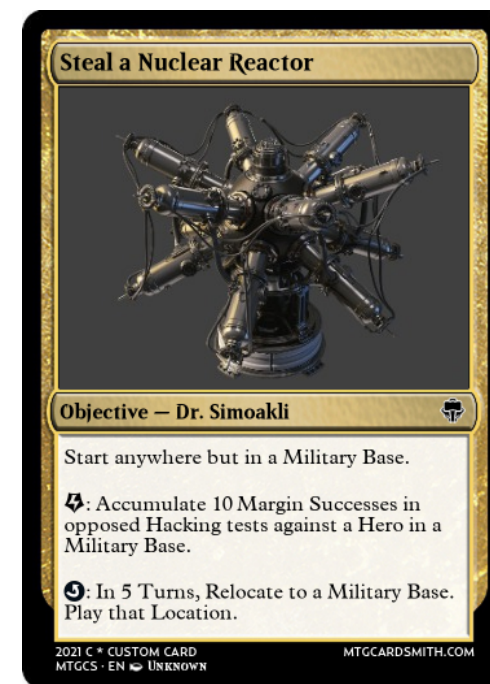 Steal a Nuclear Reactor
Objective — Dr. Simoakli
Start anywhere but in a Military Base.
: Accumulate 10 Margin Successes in
opposed Hacking tests against a Hero in a
Military Base.
5: In 5 Turns, Relocate to a Military Base.
Play that Location.
2021 C * CUSTOM CARD
MTGCARDSMITH.COM
MTGCS · EN UNKNOWN